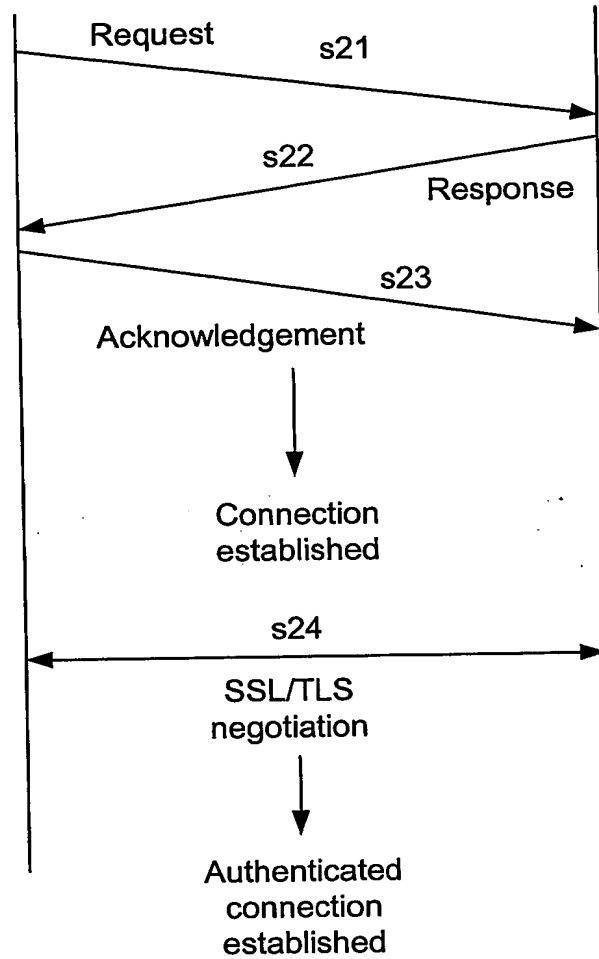 Request
s21
s22
Response
s23
Acknowledgement
Connection
established
s24
SSL/TLS
negotiation
Authenticated
connection
established